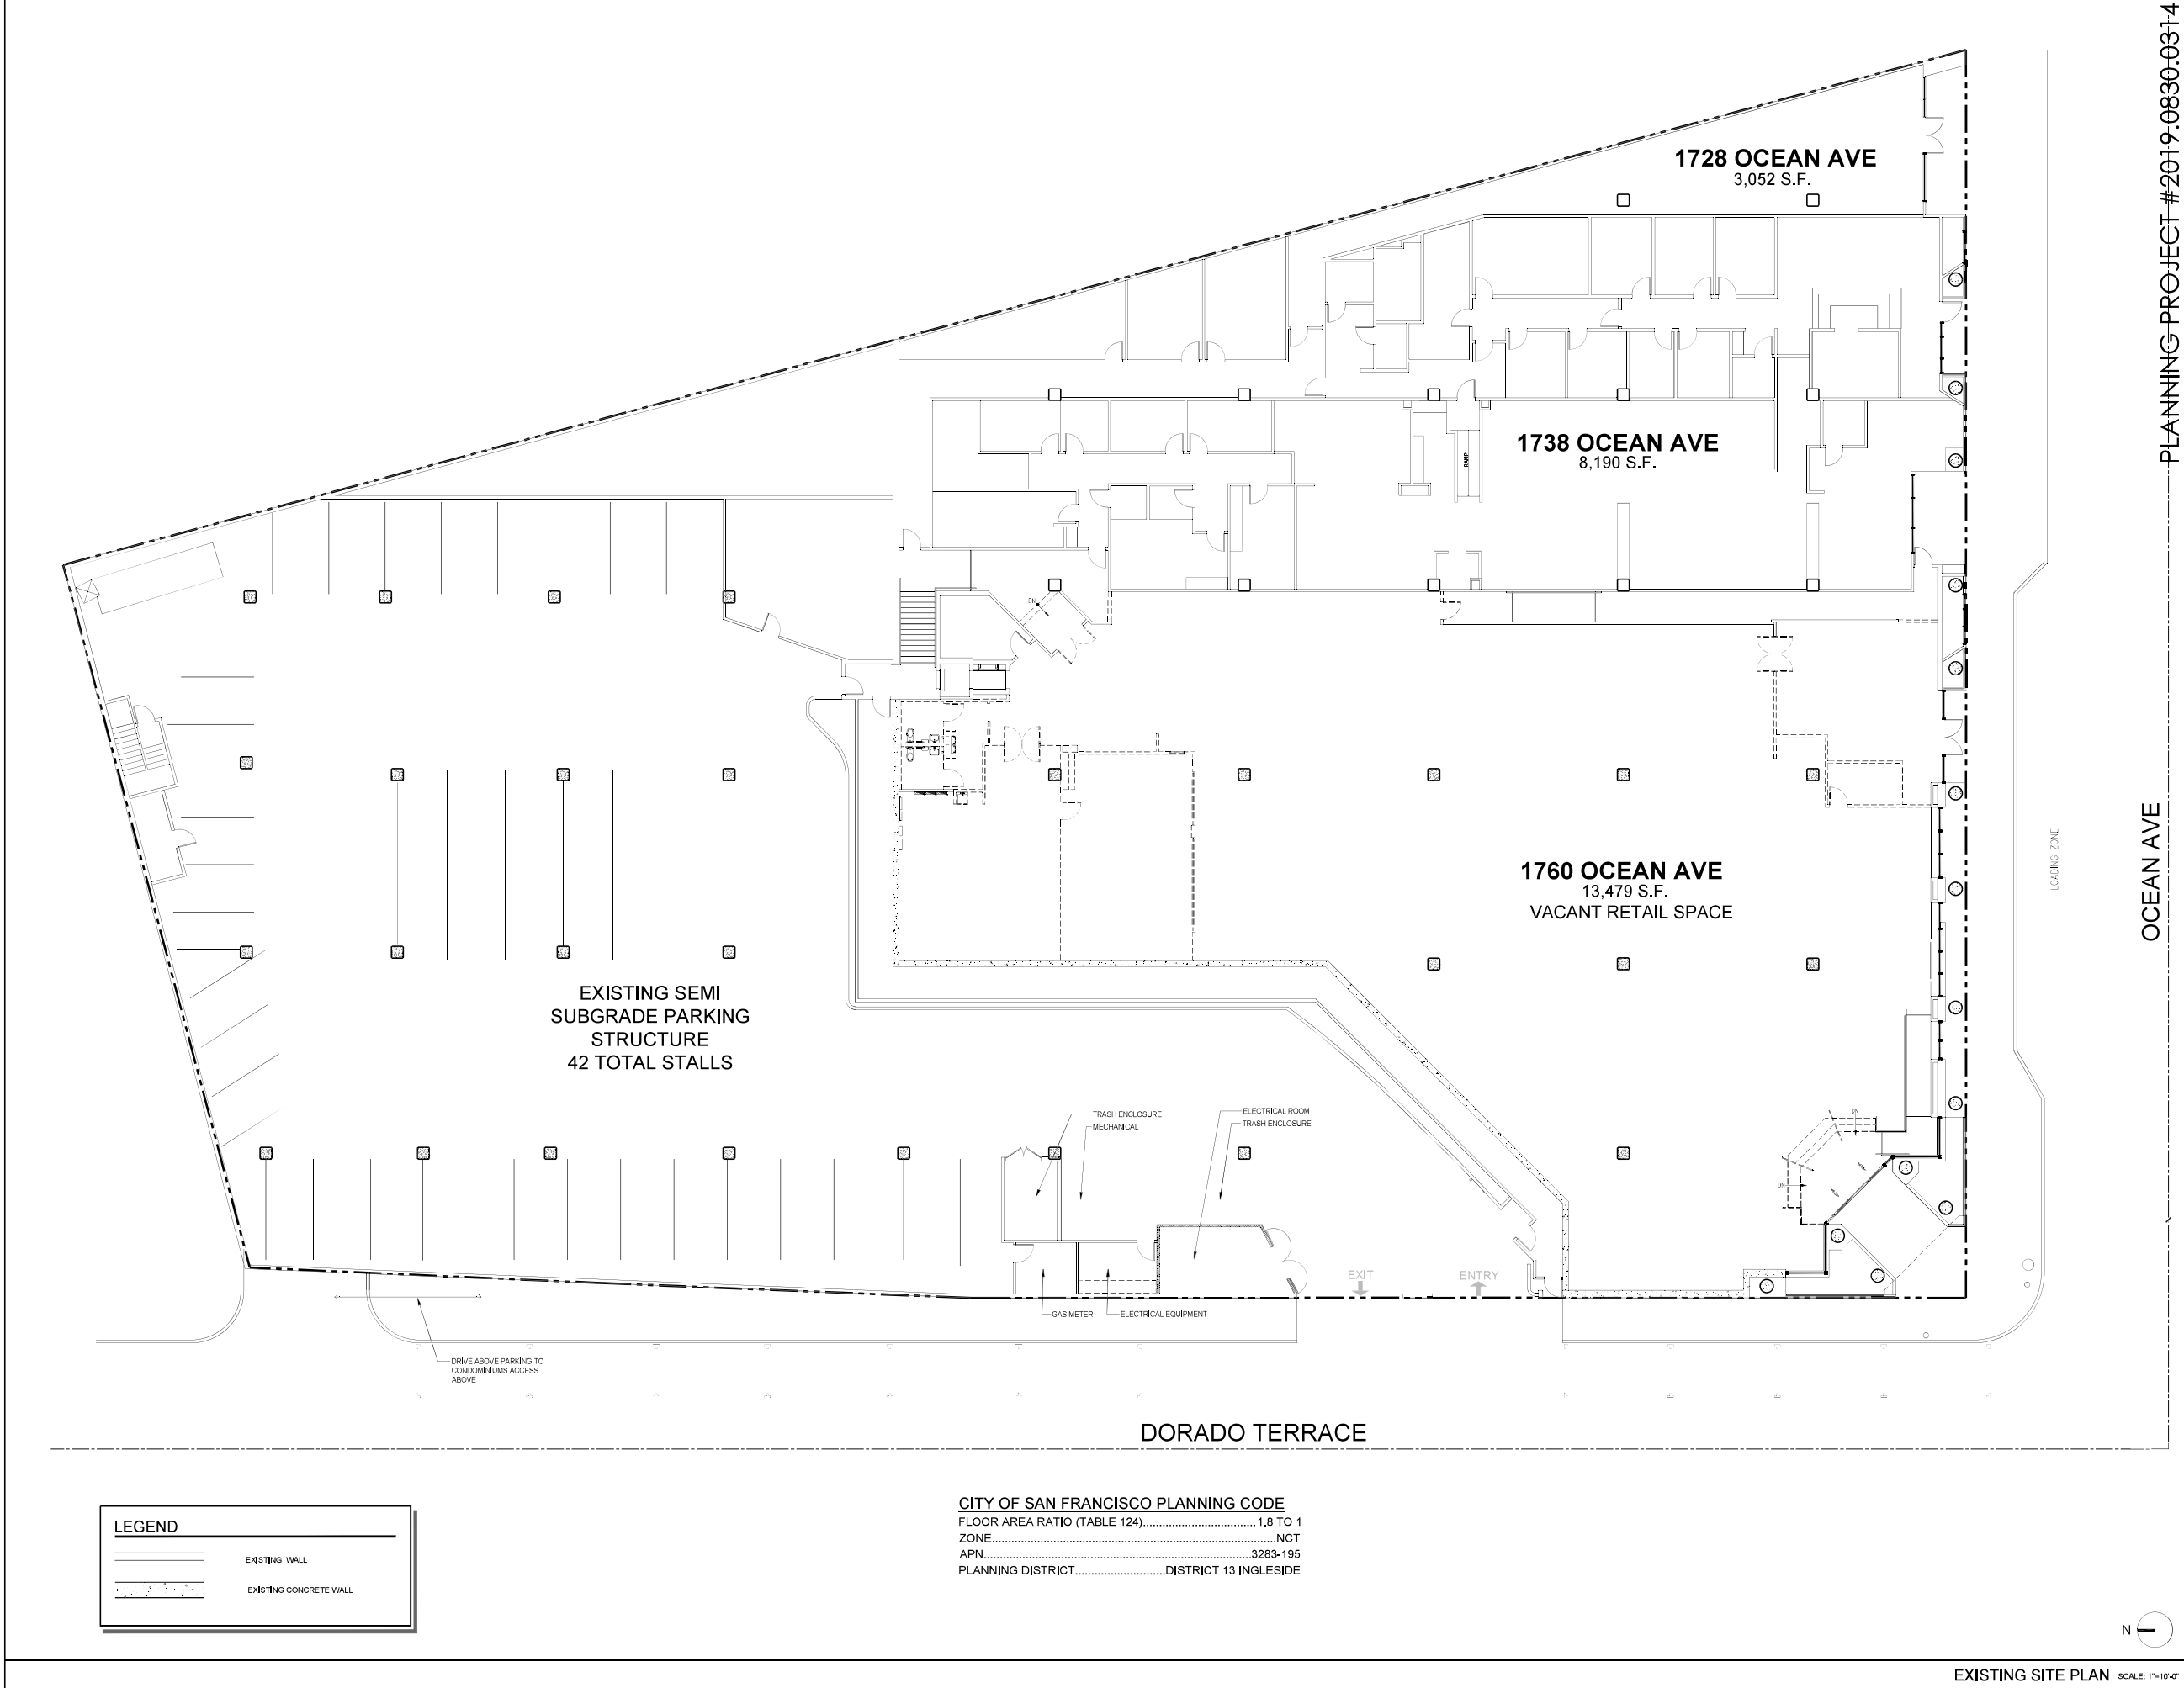 PLANNING PROJECT #2019.0830.0314
1728 OCEAN AVE
3,052 S.F.
1738 OCEAN AVE
8,190 S.F.
RAMP
DN
1760 OCEAN AVE
13,479 S.F.
VACANT RETAIL SPACE
LOADING ZONE
OCEAN AVE
EXISTING SEMI
SUBGRADE PARKING
STRUCTURE
42 TOTAL STALLS
TRASH ENCLOSURE
MECHANICAL
ELECTRICAL ROOM
TRASH ENCLOSURE
DN
DN
EXIT
ENTRY
GAS METER
ELECTRICAL EQUIPMENT
DRIVE ABOVE PARKING TO
CONDOMINIUMS ACCESS
ABOVE
DORADO TERRACE
LEGEND
EXISTING WALL
EXISTING CONCRETE WALL
CITY OF SAN FRANCISCO PLANNING CODE
FLOOR AREA RATIO (TABLE 124)..................................1.8 TO 1
ZONE......................................................................................NCT
APN.................................................................................3283-195
PLANNING DISTRICT...........................DISTRICT 13 INGLESIDE
N
EXISTING SITE PLAN SCALE: 1"=10'-0"